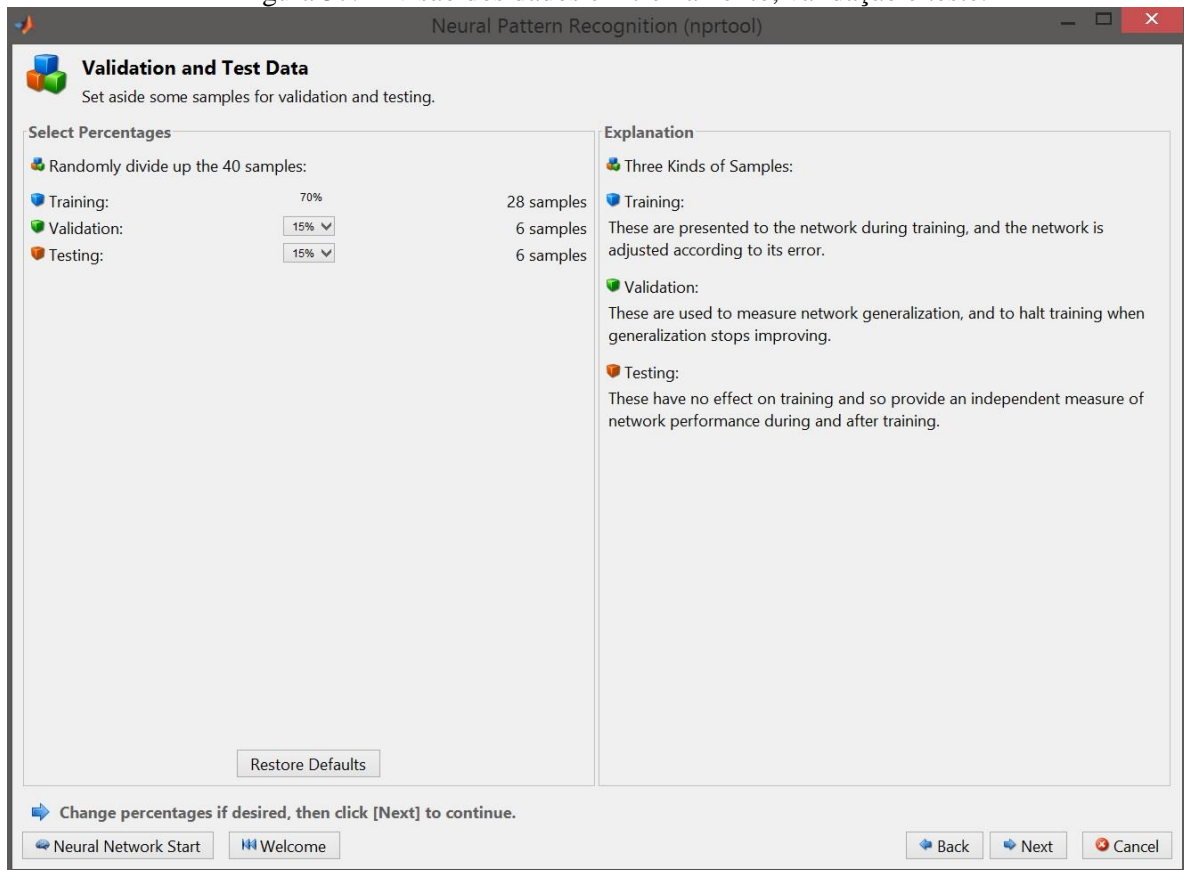 Neural Pattern Recognition (nprtool)
Validation and Test Data
Set aside some samples for validation and testing.
Select Percentages
Randomly divide up the 40 samples:
Training: 70% 28 samples
Validation: 15% 6 samples
Testing: 15% 6 samples
Restore Defaults
Explanation
Three Kinds of Samples:
Training:
These are presented to the network during training, and the network is
adjusted according to its error.
Validation:
These are used to measure network generalization, and to halt training when
generalization stops improving.
Testing:
These have no effect on training and so provide an independent measure of
network performance during and after training.
Change percentages if desired, then click [Next] to continue.
Neural Network Start
Welcome
Back
Next
Cancel